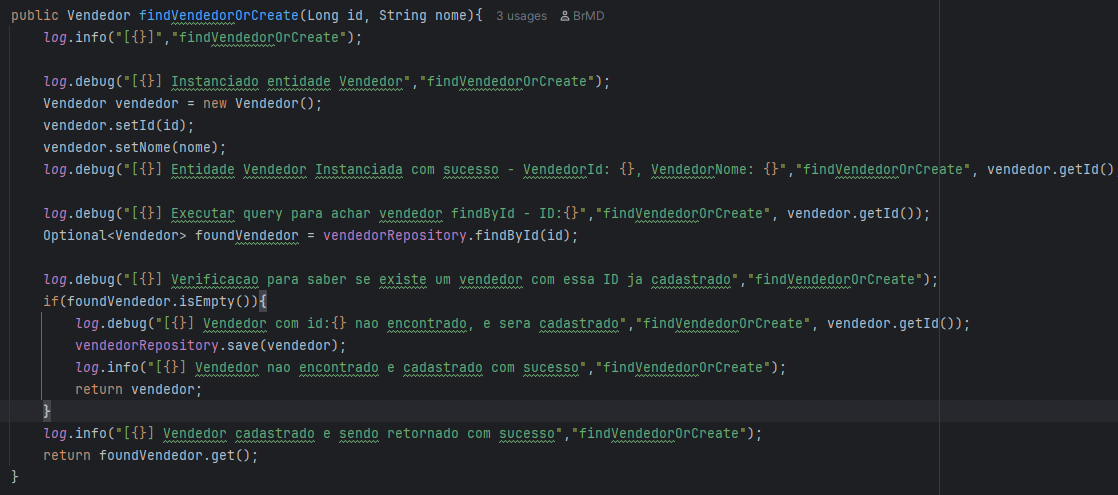 public Vendedor findVendedorOrCreate(Long id, String nome){ 3 usages BrMD
log.info("[{}]","findVendedorOrCreate");
log.debug("[{}] Instanciado entidade Vendedor","findVendedorOrCreate");
Vendedor vendedor = new Vendedor();
vendedor.setId(id);
vendedor.setNome(nome);
log.debug("[{}] Entidade Vendedor Instanciada com sucesso - VendedorId: {}, VendedorNome: {}","findVendedorOrCreate", vendedor.getId()
log.debug("[{}] Executar query para achar vendedor findById - ID:{}","findVendedorOrCreate", vendedor.getId());
Optional<Vendedor> foundVendedor = vendedorRepository.findById(id);
log.debug("[{}] Verificacao para saber se existe um vendedor com essa ID ja cadastrado","findVendedorOrCreate");
if(foundVendedor.isEmpty()){
log.debug("[{}] Vendedor com id:{} nao encontrado, e sera cadastrado","findVendedorOrCreate", vendedor.getId());
vendedorRepository.save(vendedor);
log.info("[{}] Vendedor nao encontrado e cadastrado com sucesso","findVendedorOrCreate");
return vendedor;
}
log.info("[{}] Vendedor cadastrado e sendo retornado com sucesso","findVendedorOrCreate");
return foundVendedor.get();
}